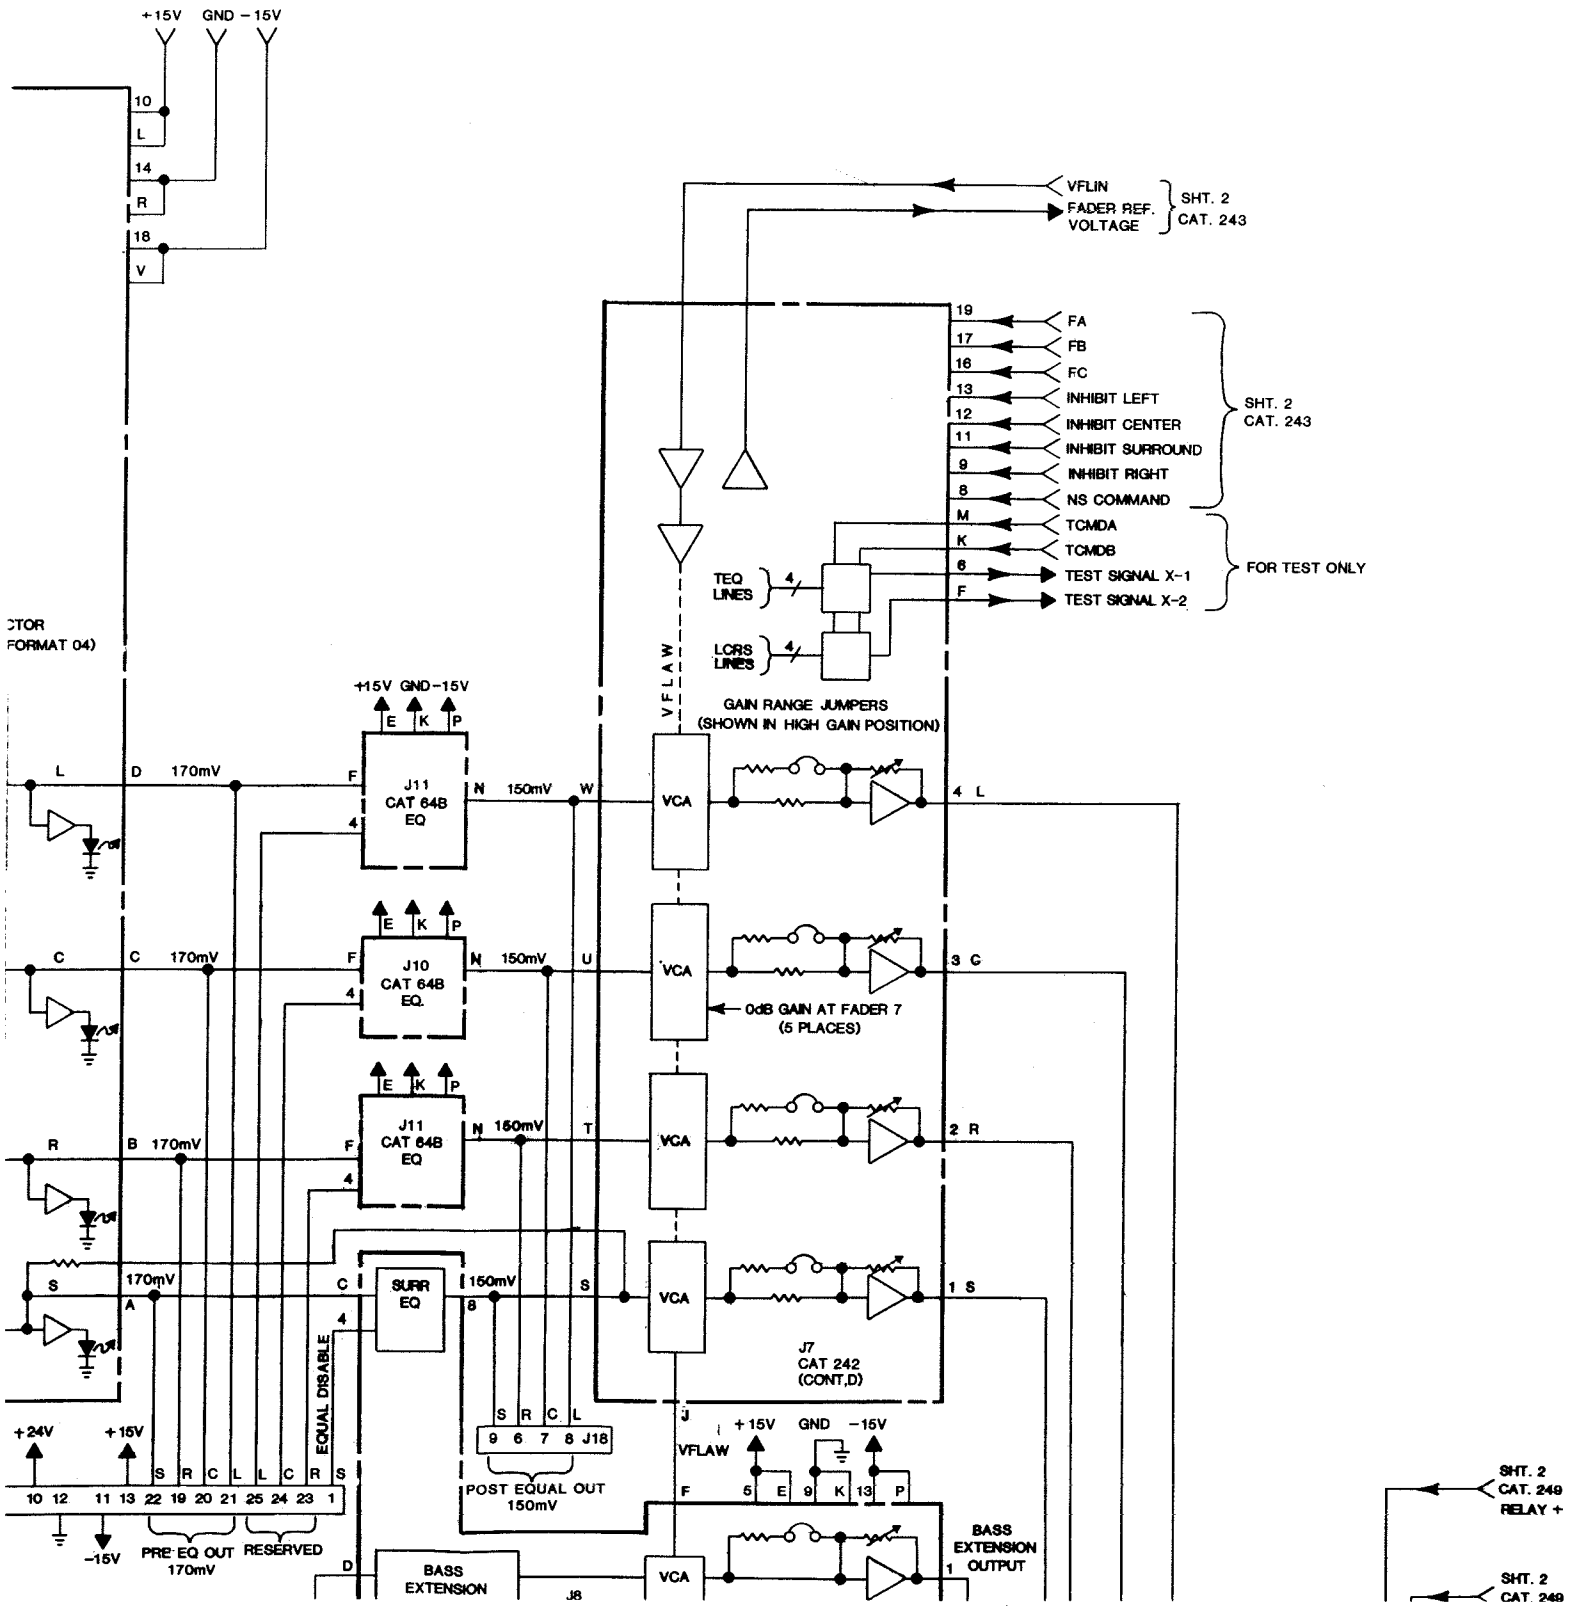 +15V GND -15V
10
L
14
R
18
V
VFLIN
FADER REF.
VOLTAGE
SHT. 2
CAT. 243
19 FA
17 FB
16 FC
13 INHIBIT LEFT
12 INHIBIT CENTER
11 INHIBIT SURROUND
9 INHIBIT RIGHT
8 NS COMMAND
SHT. 2
CAT. 243
M TCMDA
K TCMDB
6 TEST SIGNAL X-1
F TEST SIGNAL X-2
FOR TEST ONLY
TEQ
LINES
4
LCRS
LINES
4
VFLAW
CTOR
FORMAT 04)
GAIN RANGE JUMPERS
(SHOWN IN HIGH GAIN POSITION)
+15V GND -15V
E K P
L D 170mV F
J11
CAT 64B
EQ
4
N 150mV W
VCA
4 L
E K P
C C 170mV F
J10
CAT 64B
EQ.
4
N 150mV U
VCA
3 G
0dB GAIN AT FADER 7
(5 PLACES)
E K P
R B 170mV F
J11
CAT 64B
EQ
4
N 150mV T
VCA
2 R
S 170mV A C
SURR
EQ
4
150mV
8 S
VCA
1 S
EQUAL DISABLE
J7
CAT 242
(CONT,D)
S R C L
9 6 7 8 J18
POST EQUAL OUT
150mV
J
VFLAW
F
+15V GND -15V
5 E 9 K 13 P
+24V +15V
S R C L L C R S
10 12 11 13 22 19 20 21 25 24 23 1
-15V
PRE EQ OUT
170mV
RESERVED
D
BASS
EXTENSION
J8
VCA
BASS
EXTENSION
OUTPUT
1
SHT. 2
CAT. 249
RELAY +
SHT. 2
CAT. 249